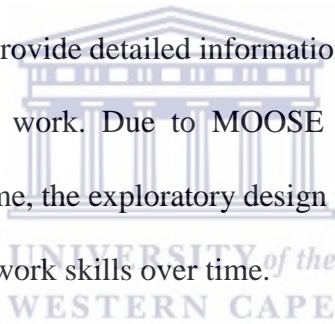 rovide detailed information
work. Due to MOOSE
ne, the exploratory design
UNIVERSITY of the
work skills over time.
WESTERN CAPE